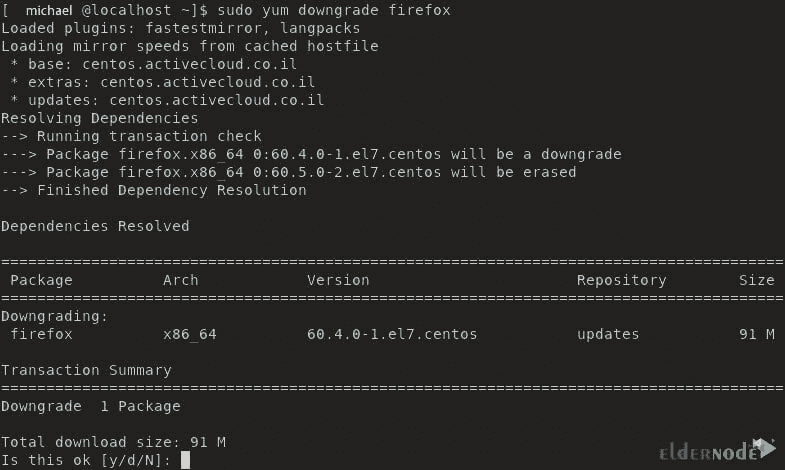 [ michael @localhost ~]$ sudo yum downgrade firefox
Loaded plugins: fastestmirror, langpacks
Loading mirror speeds from cached hostfile
 * base: centos.activecloud.co.il
 * extras: centos.activecloud.co.il
 * updates: centos.activecloud.co.il
Resolving Dependencies
--> Running transaction check
---> Package firefox.x86_64 0:60.4.0-1.el7.centos will be a downgrade
---> Package firefox.x86_64 0:60.5.0-2.el7.centos will be erased
--> Finished Dependency Resolution
Dependencies Resolved
================================================================================
Package Arch Version Repository Size
================================================================================
Downgrading:
firefox x86_64 60.4.0-1.el7.centos updates 91 M
Transaction Summary
================================================================================
Downgrade 1 Package
Total download size: 91 M
Is this ok [y/d/N]:
eldernode